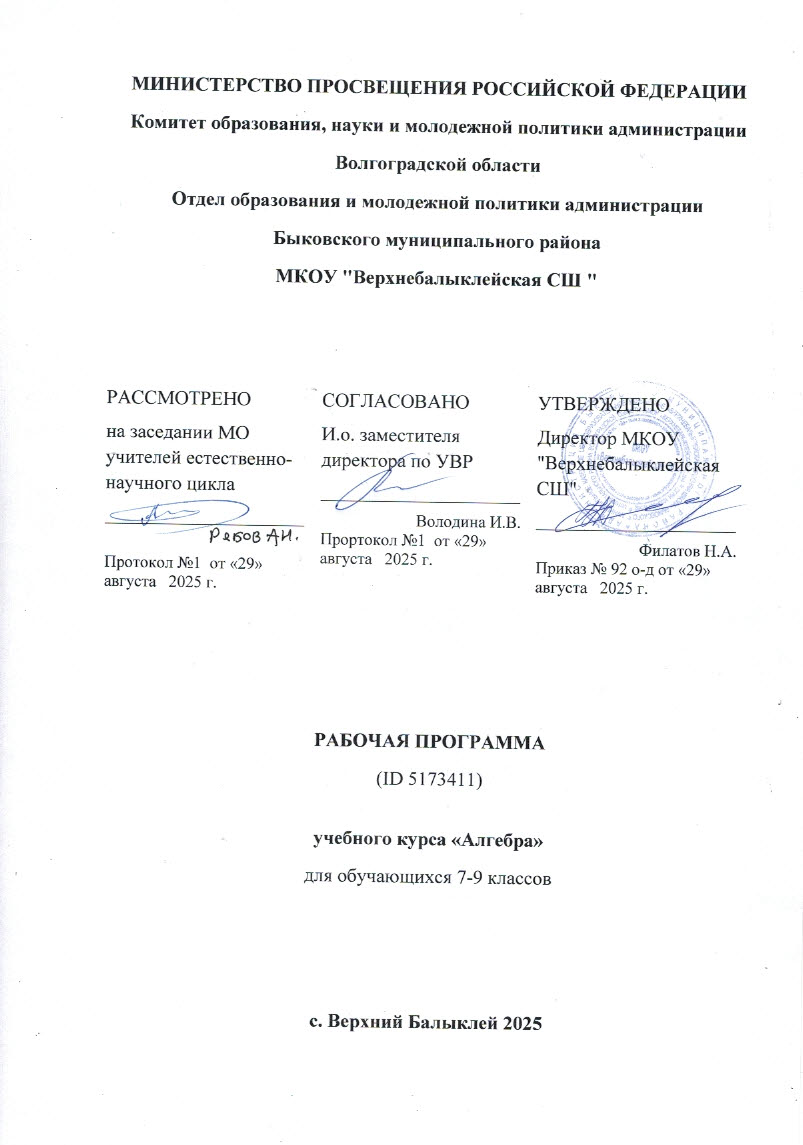 МИНИСТЕРСТВО ПРОСВЕЩЕНИЯ РОССИЙСКОЙ ФЕДЕРАЦИИ
Комитет образования, науки и молодежной политики администрации
Волгоградской области
Отдел образования и молодежной политики администрации
Быковского муниципального района
МКОУ "Верхнебалыклейская СШ "
РАССМОТРЕНО
на заседании МО
учителей естественно-
научного цикла
Рябов А.И.
Протокол №1 от «29»
августа 2025 г.
СОГЛАСОВАНО
И.о. заместителя
директора по УВР
Володина И.В.
Прортокол №1 от «29»
августа 2025 г.
УТВЕРЖДЕНО
Директор МКОУ
"Верхнебалыклейская
СШ"
Филатов Н.А.
Приказ № 92 о-д от «29»
августа 2025 г.
РАБОЧАЯ ПРОГРАММА
(ID 5173411)
учебного курса «Алгебра»
для обучающихся 7-9 классов
с. Верхний Балыклей 2025